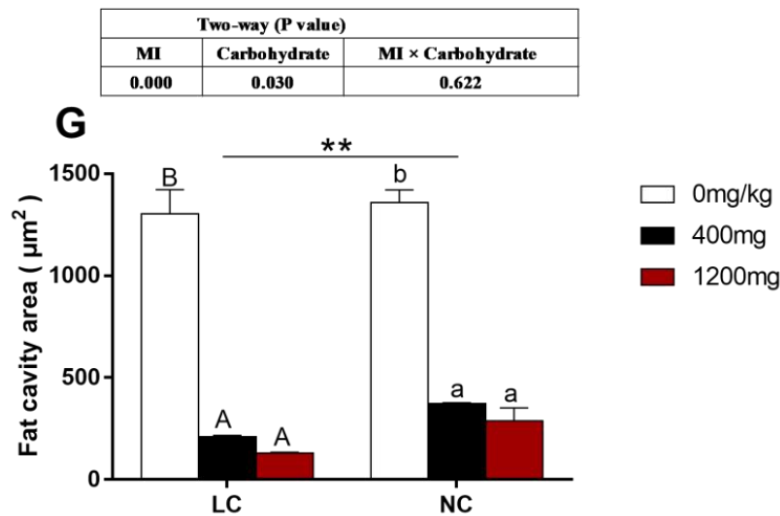 Two-way (P value)
MI Carbohydrate MI × Carbohydrate
0.000 0.030 0.622
G
**
1500
1000
500
0
Fat cavity area ( µm² )
B
A
A
b
a
a
LC
NC
0mg/kg
400mg
1200mg